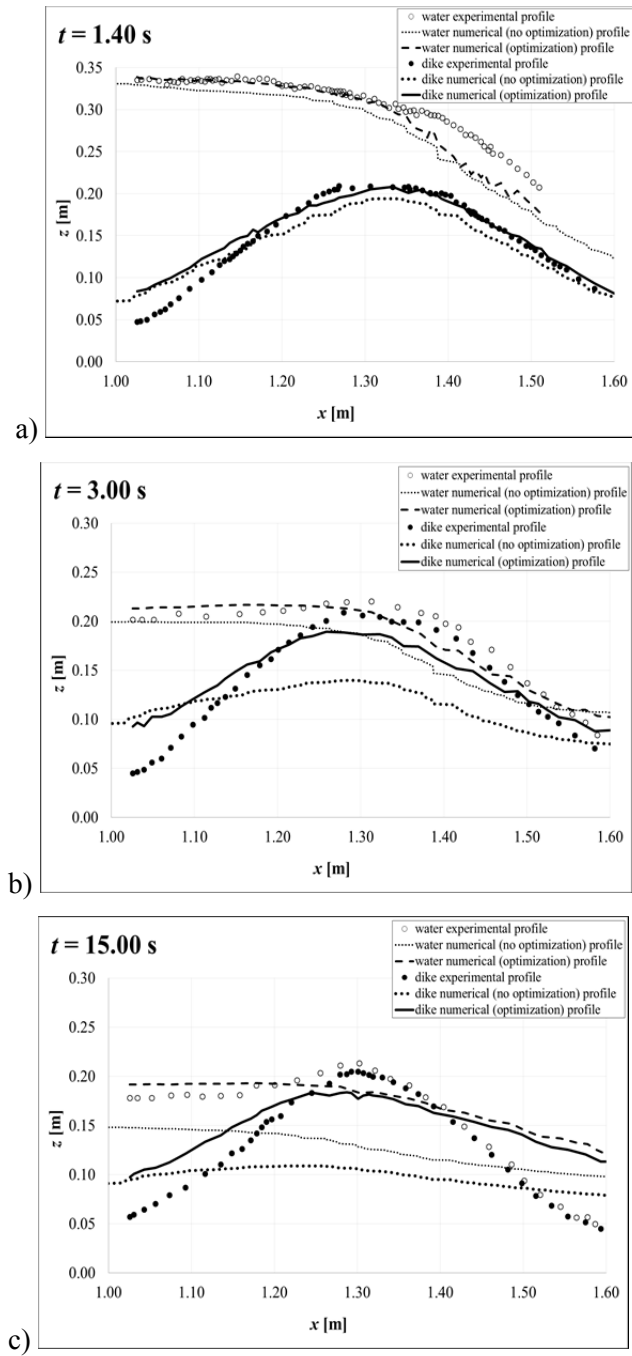 t = 1.40 s
water experimental profile
water numerical (no optimization) profile
water numerical (optimization) profile
dike experimental profile
dike numerical (no optimization) profile
dike numerical (optimization) profile
0.35
0.30
0.25
0.20
0.15
0.10
0.05
0.00
z [m]
1.00 1.10 1.20 1.30 1.40 1.50 1.60
x [m]
a)
t = 3.00 s
water experimental profile
water numerical (no optimization) profile
water numerical (optimization) profile
dike experimental profile
dike numerical (no optimization) profile
dike numerical (optimization) profile
0.30
0.25
0.20
0.15
0.10
0.05
0.00
z [m]
1.00 1.10 1.20 1.30 1.40 1.50 1.60
x [m]
b)
t = 15.00 s
water experimental profile
water numerical (no optimization) profile
water numerical (optimization) profile
dike experimental profile
dike numerical (no optimization) profile
dike numerical (optimization) profile
0.30
0.25
0.20
0.15
0.10
0.05
0.00
z [m]
1.00 1.10 1.20 1.30 1.40 1.50 1.60
x [m]
c)